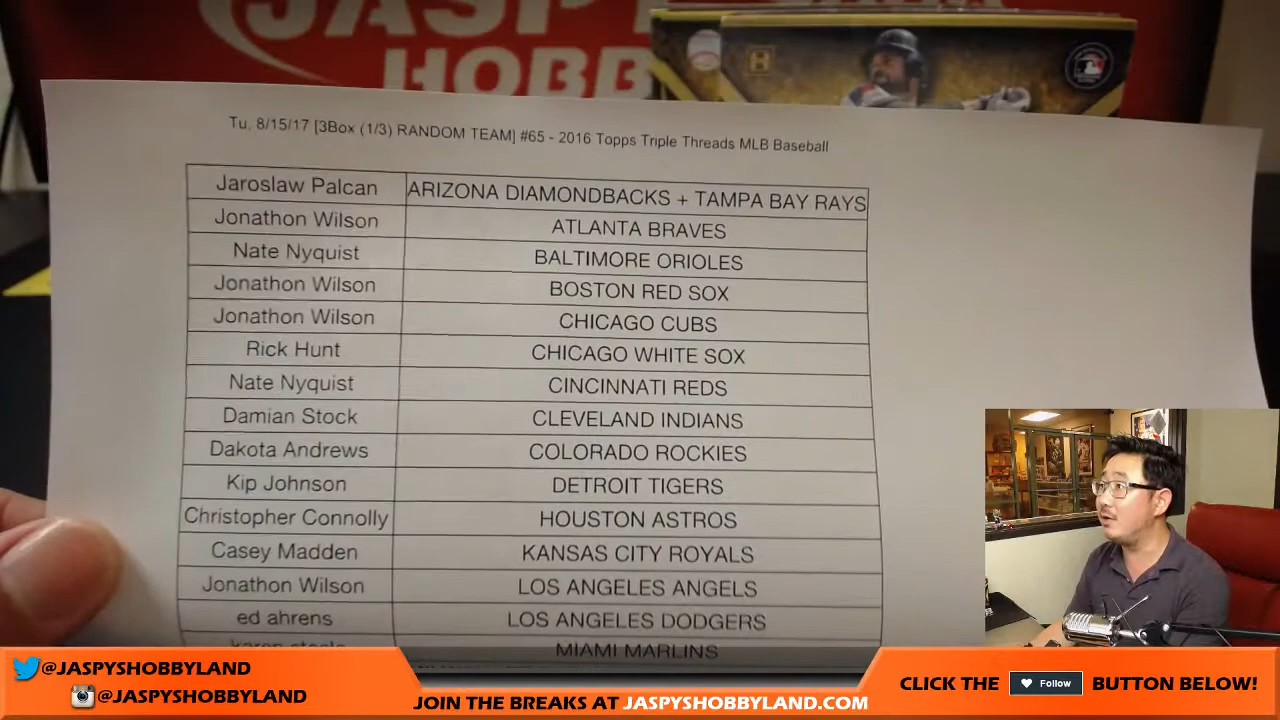 HOBB
Tu, 8/15/17 [3Box (1/3) RANDOM TEAM] #65 - 2016 Topps Triple Threads MLB Baseball
Jaroslaw Palcan ARIZONA DIAMONDBACKS + TAMPA BAY RAYS
Jonathon Wilson ATLANTA BRAVES
Nate Nyquist BALTIMORE ORIOLES
Jonathon Wilson BOSTON RED SOX
Jonathon Wilson CHICAGO CUBS
Rick Hunt CHICAGO WHITE SOX
Nate Nyquist CINCINNATI REDS
Damian Stock CLEVELAND INDIANS
Dakota Andrews COLORADO ROCKIES
Kip Johnson DETROIT TIGERS
Christopher Connolly HOUSTON ASTROS
Casey Madden KANSAS CITY ROYALS
Jonathon Wilson LOS ANGELES ANGELS
ed ahrens LOS ANGELES DODGERS
MIAMI MARLINS
@JASPYSHOBBYLAND
@JASPYSHOBBYLAND
JOIN THE BREAKS AT JASPYSHOBBYLAND.COM
CLICK THE Follow BUTTON BELOW!